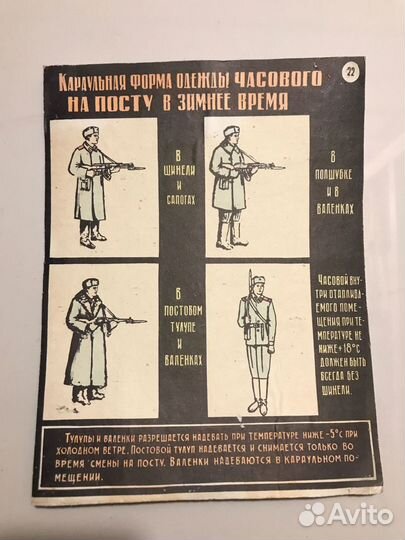 Караульная форма одежды часового
на посту в зимнее время
22
В
шинели
и
сапогах
В
полшубке
и в
валенках
В
постовом
тулупе
и
валенках
Часовой вну-
три отаплива-
емого поме-
щения при те-
мпературе не
ниже +18°С
должен быть
всегда без
шинели.
Тулупы и валенки разрешается надевать при температуре ниже -5°с при
холодном ветре. Постовой тулуп надевается и снимается только во
время смены на посту. Валенки надеваются в караульном по-
мещении.
Avito